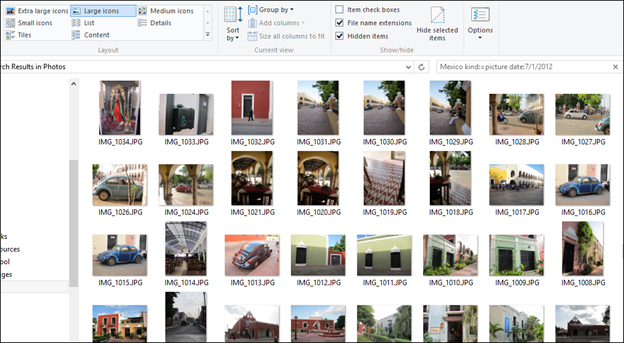 Extra large icons
Large icons
Medium icons
Small icons
List
Details
Tiles
Content
Layout
Sort by
Group by
Add columns
Size all columns to fit
Current view
Item check boxes
File name extensions
Hidden items
Hide selected items
Show/hide
Options
rch Results in Photos
Mexico kind:=picture date:7/1/2012
IMG_1034.JPG IMG_1033.JPG IMG_1032.JPG IMG_1031.JPG IMG_1030.JPG IMG_1029.JPG IMG_1028.JPG IMG_1027.JPG
IMG_1026.JPG IMG_1024.JPG IMG_1021.JPG IMG_1020.JPG IMG_1019.JPG IMG_1018.JPG IMG_1017.JPG IMG_1016.JPG
ks
ources
ool
ges
IMG_1015.JPG IMG_1014.JPG IMG_1013.JPG IMG_1012.JPG IMG_1011.JPG IMG_1010.JPG IMG_1009.JPG IMG_1008.JPG